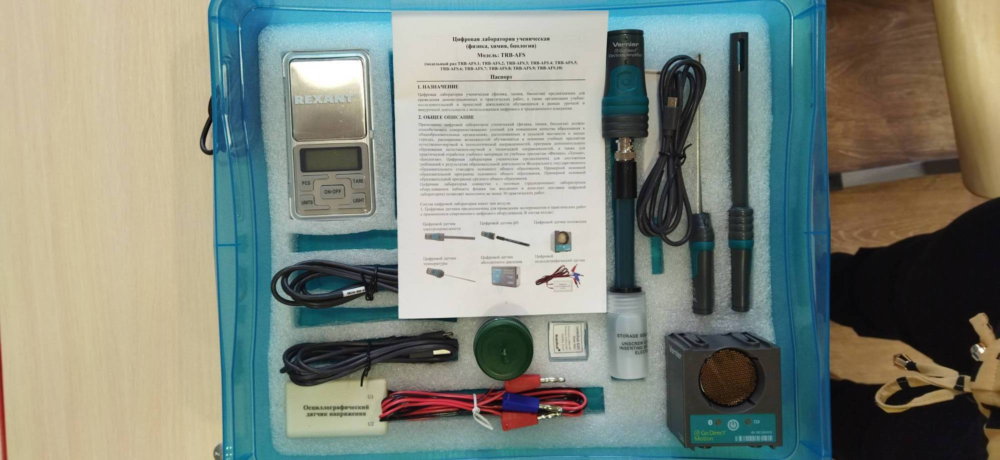 Цифровая лаборатория ученическая
(физика, химия, биология)
Модель: TRB-AFS
(модельный ряд TRB-AFS.1; TRB-AFS.2; TRB-AFS.3; TRB-AFS.4; TRB-AFS.5;
TRB-AFS.6; TRB-AFS.7; TRB-AFS.8; TRB-AFS.9; TRB-AFS.10)
Паспорт
1. НАЗНАЧЕНИЕ
Цифровая лаборатория ученическая (физика, химия, биология) предназначена для
проведения демонстрационных и практических работ, а также организации учебно-
исследовательской и проектной деятельности обучающихся в рамках урочной и
внеурочной деятельности с использованием цифрового и традиционного измерения.
2. ОБЩЕЕ ОПИСАНИЕ
Применение цифровой лаборатории ученической (физика, химия, биология) должно
способствовать совершенствованию условий для повышения качества образования в
общеобразовательных организациях, расположенных в сельской местности и малых
городах, расширению возможностей обучающихся в освоении учебных предметов
естественно-научной и технологической направленностей, программ дополнительного
образования естественно-научной и технической направленностей, а также для
практической отработки учебного материала по учебным предметам «Физика», «Химия»,
«Биология». Цифровая лаборатория ученическая предназначена для достижения
требований к результатам образовательной деятельности Федерального государственного
образовательного стандарта основного общего образования, Примерной основной
образовательной программе основного общего образования, Примерной основной
образовательной программе среднего общего образования.
Цифровая лаборатория совместно с типовым (традиционным) лабораторным
оборудованием кабинета физики (не входящим в комплект поставки цифровой
лаборатории) позволяет выполнить не менее 30 практических работ.
Состав цифровой лаборатории имеет три модуля:
1. Цифровые датчики предназначены для проведения экспериментов и практических работ
с применением современного цифрового оборудования. В состав входят:
Цифровой датчик
электропроводности
Цифровой датчик pH
Цифровой датчик положения
Цифровой датчик
температуры
Цифровой датчик
абсолютного давления
Цифровой
осциллографический датчик
1
REXANT
PCS
TARE
ON/OFF
UNITS
LIGHT
Vernier
Go Direct
Electrode Amplifier
Levenhuk G20
levenhuk
STORAGE
UNSCREW
INSERTING
U1
Осциллографический
датчик напряжения
U2
Vernier
Go Direct
Motion